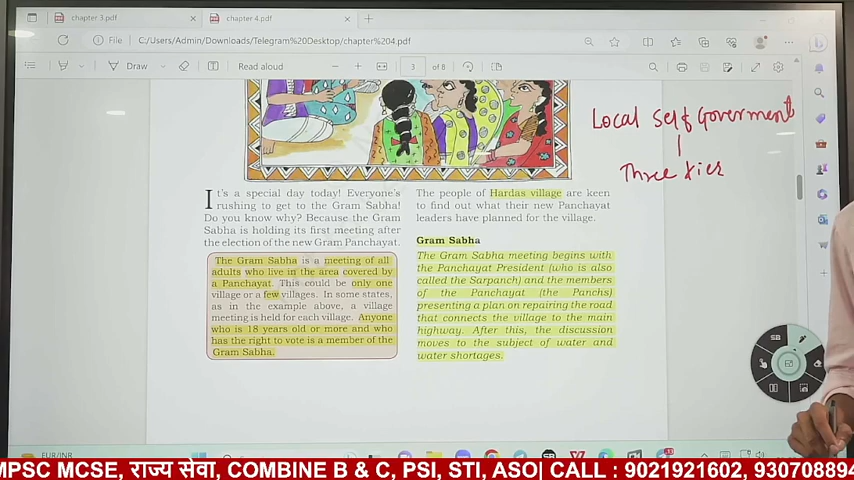 chapter 3.pdf
chapter 4.pdf
File
C:/Users/Admin/Downloads/Telegram%20Desktop/chapter%204.pdf
Draw
Read aloud
3 of 8
Local Self Goverment
Three tier
It's a special day today! Everyone's
rushing to get to the Gram Sabha!
Do you know why? Because the Gram
Sabha is holding its first meeting after
the election of the new Gram Panchayat.
The Gram Sabha is a meeting of all
adults who live in the area covered by
a Panchayat. This could be only one
village or a few villages. In some states,
as in the example above, a village
meeting is held for each village. Anyone
who is 18 years old or more and who
has the right to vote is a member of the
Gram Sabha.
The people of Hardas village are keen
to find out what their new Panchayat
leaders have planned for the village.
Gram Sabha
The Gram Sabha meeting begins with
the Panchayat President (who is also
called the Sarpanch) and the members
of the Panchayat (the Panchs)
presenting a plan on repairing the road
that connects the village to the main
highway. After this, the discussion
moves to the subject of water and
water shortages.
SB
EUR/INR
MPSC MCSE, राज्य सेवा, COMBINE B & C, PSI, STI, ASO| CALL : 9021921602, 930708894